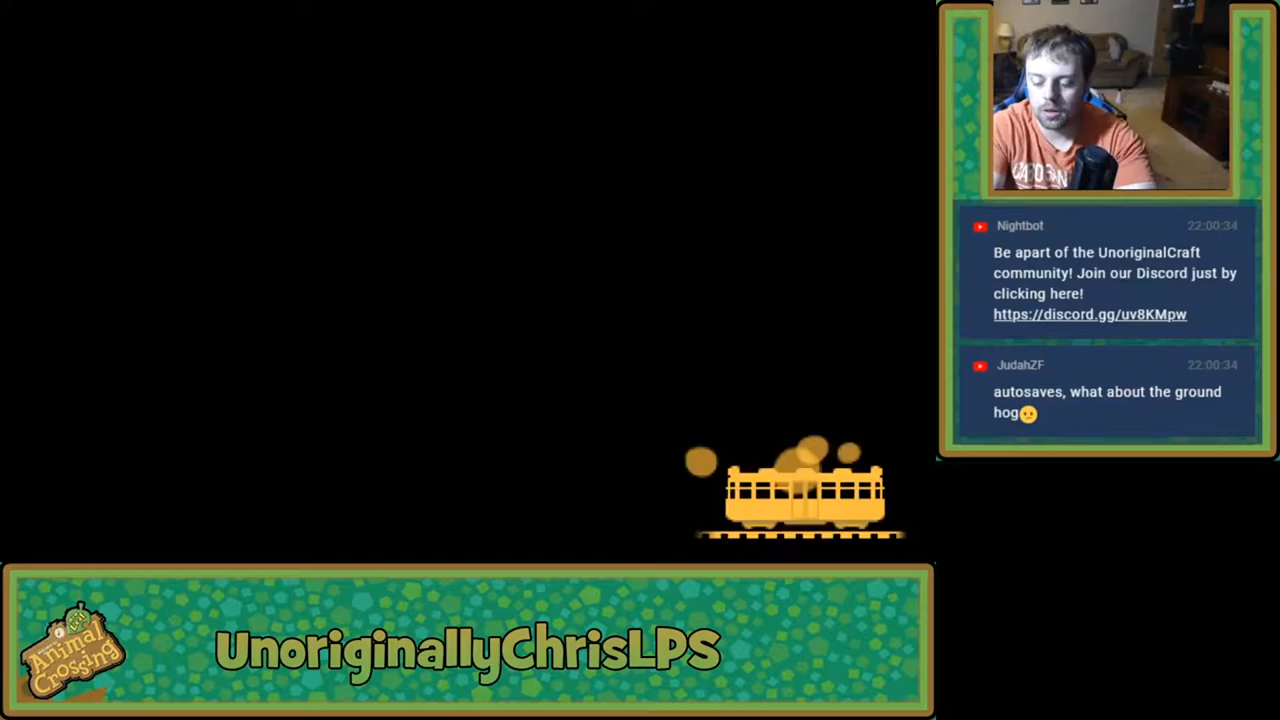 Nightbot 22:00:34
Be apart of the UnoriginalCraft
community! Join our Discord just by
clicking here!
https://discord.gg/uv8KMpw
JudahZF 22:00:34
autosaves, what about the ground
hog😕
Animal
Crossing
UnoriginallyChrisLPS